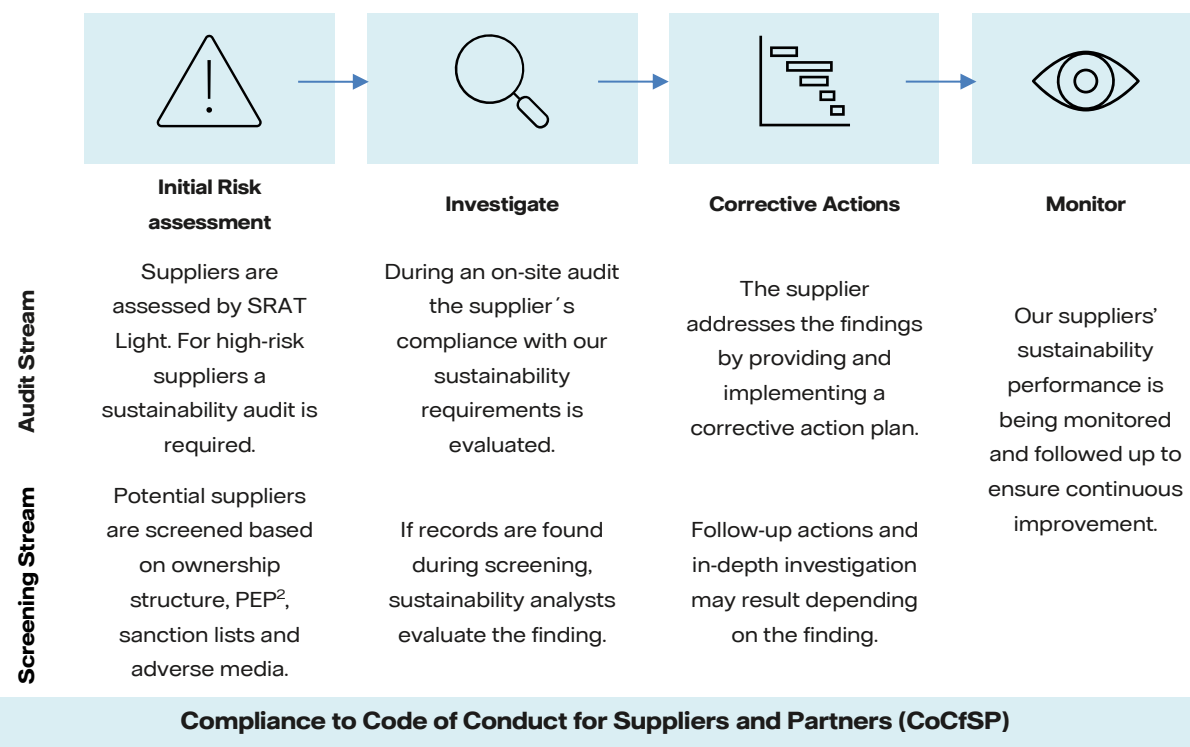 Initial Risk
assessment
Investigate
Corrective Actions
Monitor
Audit Stream
Suppliers are
assessed by SRAT
Light. For high-risk
suppliers a
sustainability audit is
required.
During an on-site audit
the supplier´s
compliance with our
sustainability
requirements is
evaluated.
The supplier
addresses the findings
by providing and
implementing a
corrective action plan.
Our suppliers’
sustainability
performance is
being monitored
and followed up to
ensure continuous
improvement.
Screening Stream
Potential suppliers
are screened based
on ownership
structure, PEP²,
sanction lists and
adverse media.
If records are found
during screening,
sustainability analysts
evaluate the finding.
Follow-up actions and
in-depth investigation
may result depending
on the finding.
Compliance to Code of Conduct for Suppliers and Partners (CoCfSP)